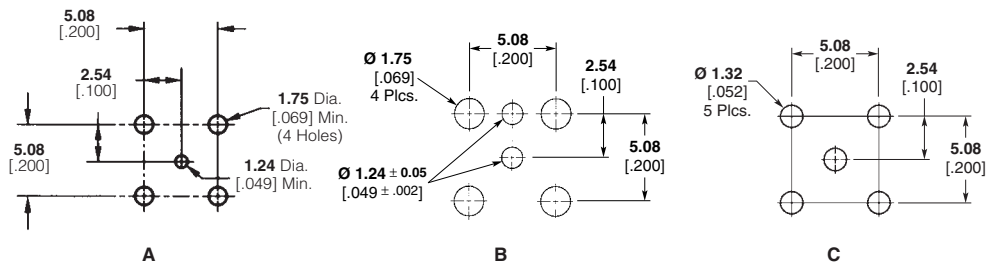 5.08
[.200]
2.54
[.100]
1.75 Dia.
[.069] Min.
(4 Holes)
5.08
[.200]
1.24 Dia.
[.049] Min.
A
Ø 1.75
[.069]
4 Plcs.
5.08
[.200]
2.54
[.100]
5.08
[.200]
Ø 1.24 ± 0.05
[.049 ± .002]
B
Ø 1.32
[.052]
5 Plcs.
5.08
[.200]
2.54
[.100]
5.08
[.200]
C